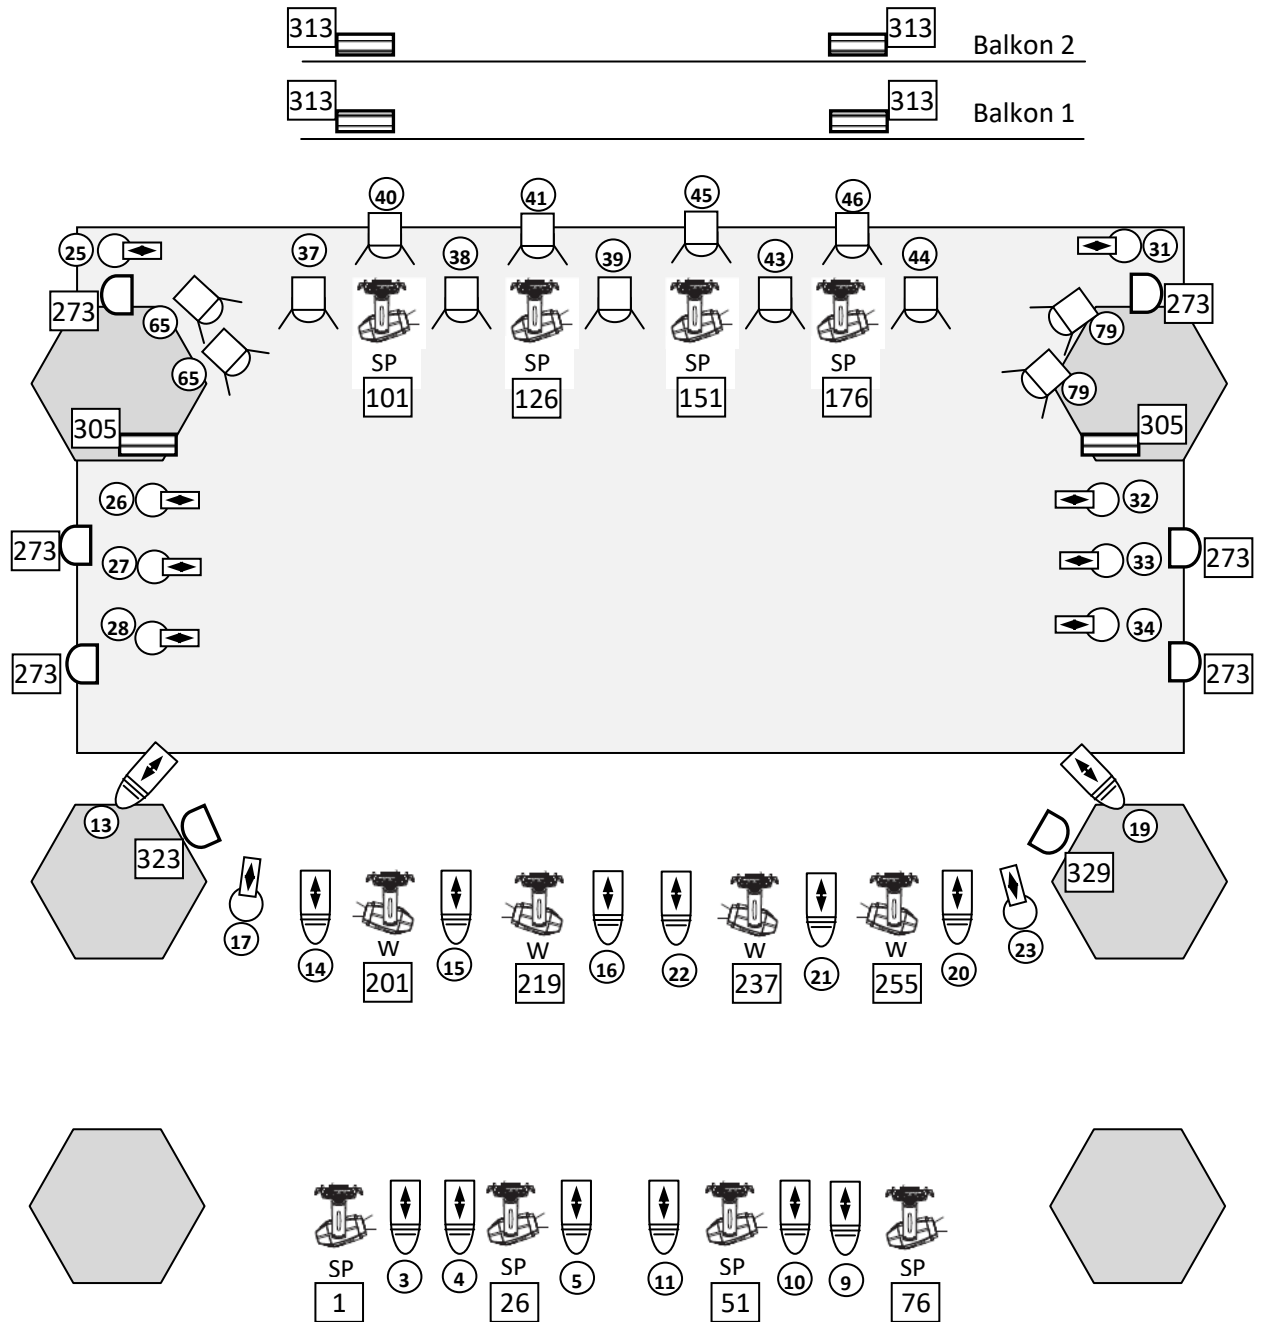 313 313 Balkon 2
313 313 Balkon 1
40 41 45 46
25 37 38 39 43 44 31
273 65 79 273
65 SP SP SP SP 79
101 126 151 176
305 305
26 32
273 27 33 273
28 34
273 273
13 19
323 329
17 14 W 15 W 16 22 W 21 W 20 23
201 219 237 255
SP 3 4 SP 5 11 SP 10 9 SP
1 26 51 76